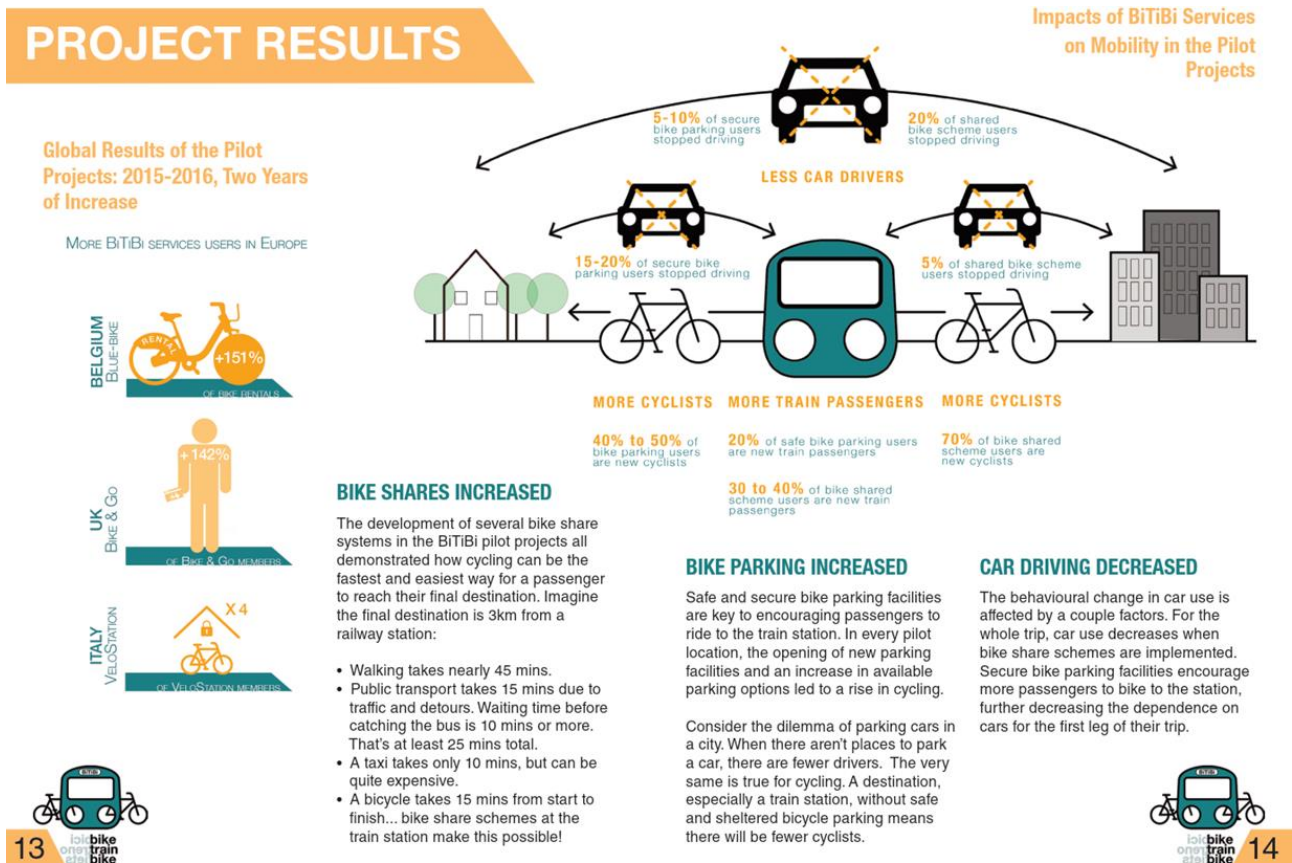 PROJECT RESULTS
Global Results of the Pilot
Projects: 2015-2016, Two Years
of Increase
MORE BITIBI SERVICES USERS IN EUROPE
BELGIUM
BLUE-BIKE
RENTAL
+151%
OF BIKE RENTALS
UK
BIKE & GO
+ 142%
OF BIKE & GO MEMBERS
ITALY
VELOSTATION
X 4
OF VELOSTATION MEMBERS
Impacts of BiTiBi Services
on Mobility in the Pilot
Projects
5-10% of secure
bike parking users
stopped driving
20% of shared
bike scheme users
stopped driving
LESS CAR DRIVERS
15-20% of secure bike
parking users stopped driving
5% of shared bike scheme
users stopped driving
MORE CYCLISTS
40% to 50% of
bike parking users
are new cyclists
MORE TRAIN PASSENGERS
20% of safe bike parking users
are new train passengers
30 to 40% of bike shared
scheme users are new train
passengers
MORE CYCLISTS
70% of bike shared
scheme users are
new cyclists
BIKE SHARES INCREASED
The development of several bike share
systems in the BiTiBi pilot projects all
demonstrated how cycling can be the
fastest and easiest way for a passenger
to reach their final destination. Imagine
the final destination is 3km from a
railway station:
• Walking takes nearly 45 mins.
• Public transport takes 15 mins due to
traffic and detours. Waiting time before
catching the bus is 10 mins or more.
That's at least 25 mins total.
• A taxi takes only 10 mins, but can be
quite expensive.
• A bicycle takes 15 mins from start to
finish... bike share schemes at the
train station make this possible!
BIKE PARKING INCREASED
Safe and secure bike parking facilities
are key to encouraging passengers to
ride to the train station. In every pilot
location, the opening of new parking
facilities and an increase in available
parking options led to a rise in cycling.
Consider the dilemma of parking cars in
a city. When there aren't places to park
a car, there are fewer drivers. The very
same is true for cycling. A destination,
especially a train station, without safe
and sheltered bicycle parking means
there will be fewer cyclists.
CAR DRIVING DECREASED
The behavioural change in car use is
affected by a couple factors. For the
whole trip, car use decreases when
bike share schemes are implemented.
Secure bike parking facilities encourage
more passengers to bike to the station,
further decreasing the dependence on
cars for the first leg of their trip.
BiTiBi
bike
train
bike
13
BiTiBi
bike
train
bike
14